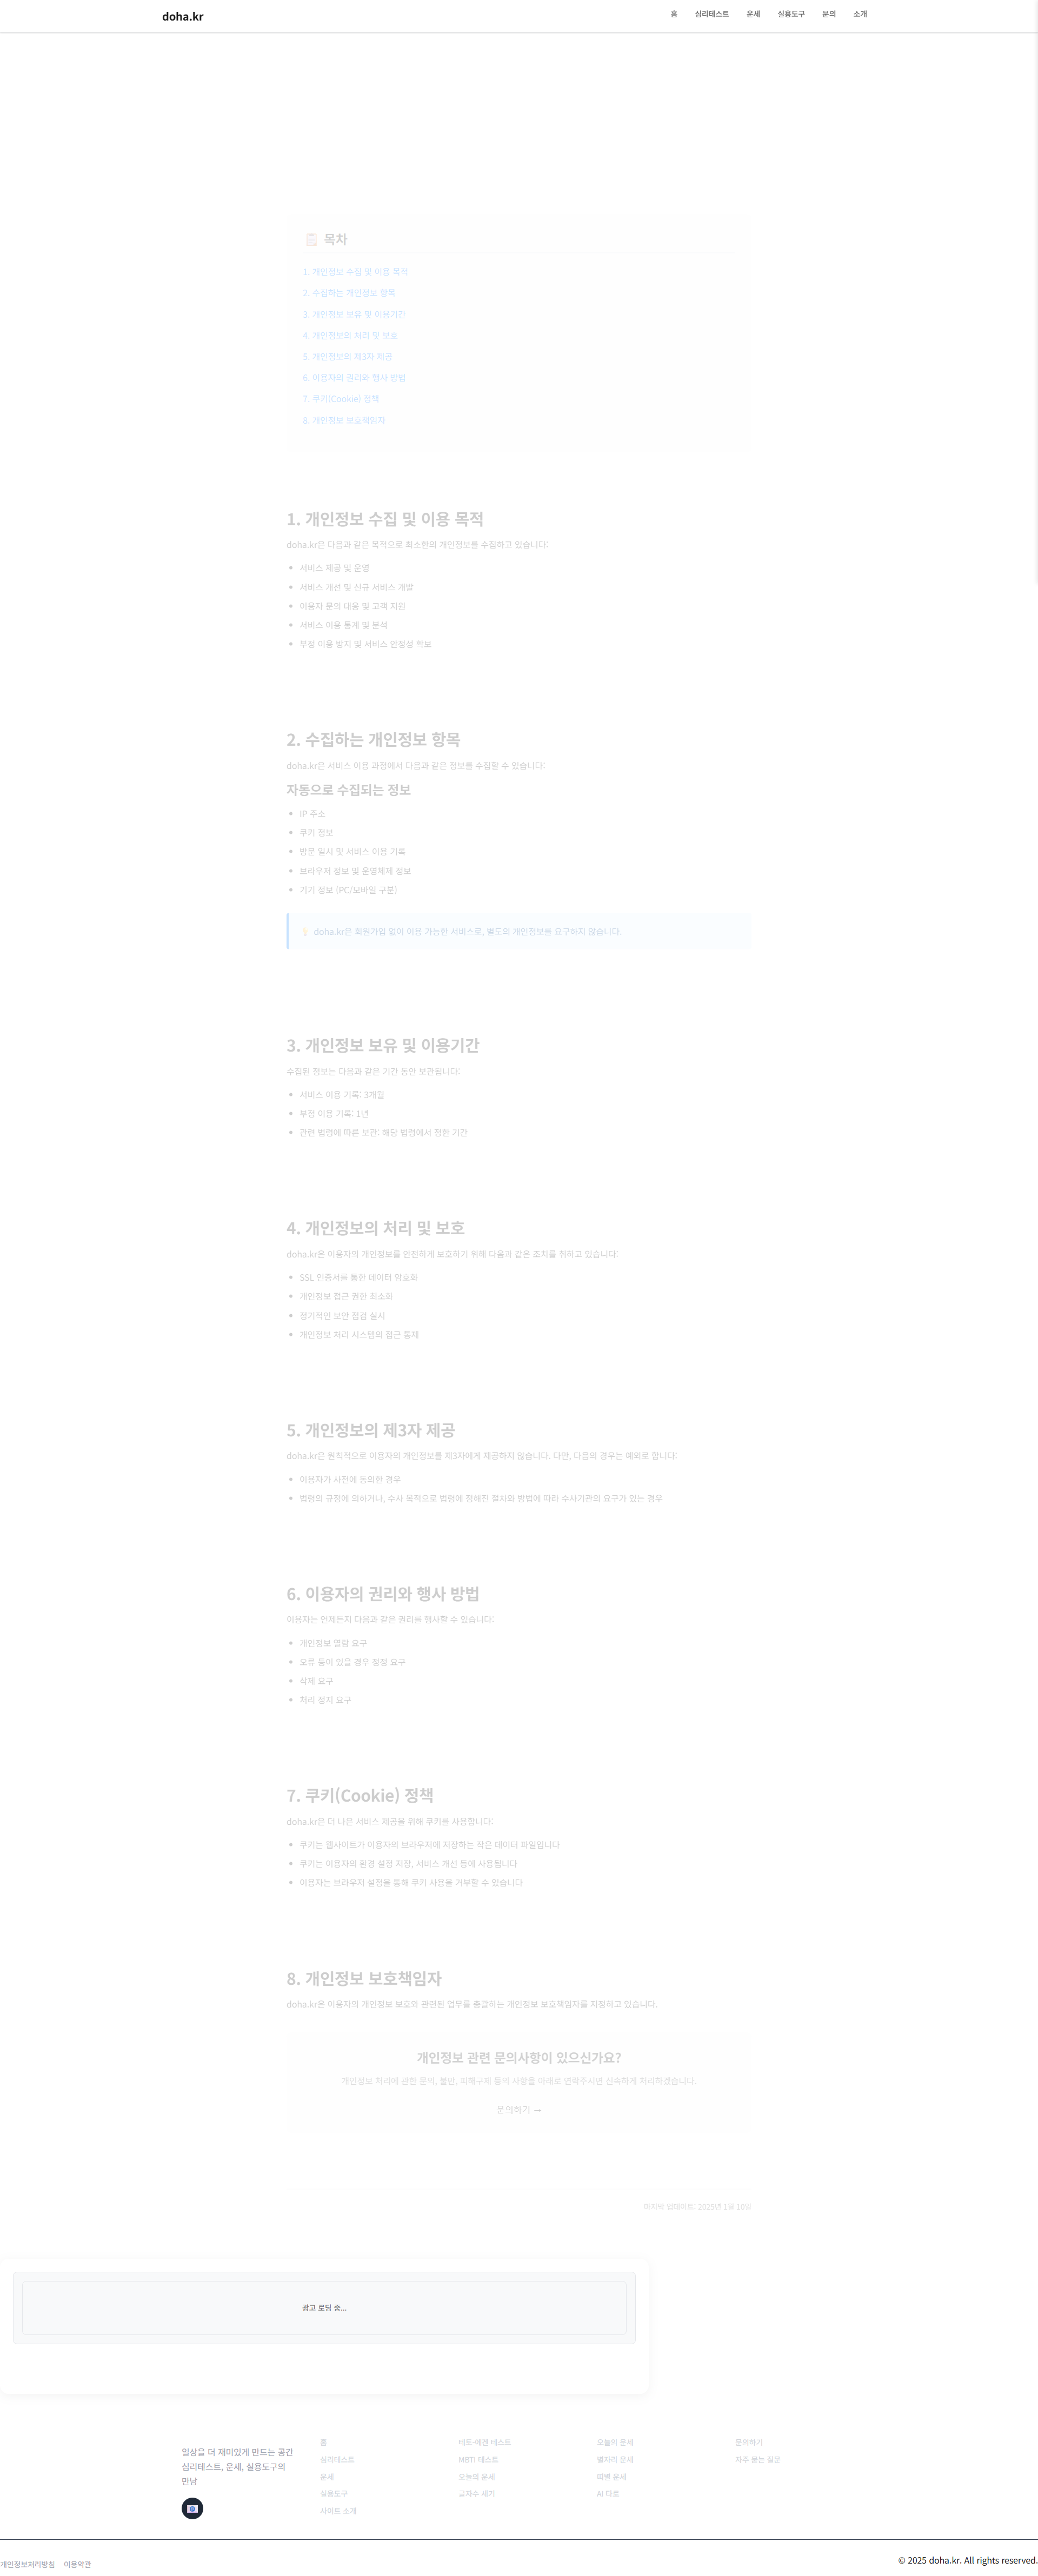 doha.kr
홈 심리테스트 운세 실용도구 문의 소개
목차
1. 개인정보 수집 및 이용 목적
2. 수집하는 개인정보 항목
3. 개인정보 보유 및 이용기간
4. 개인정보의 처리 및 보호
5. 개인정보의 제3자 제공
6. 이용자의 권리와 행사 방법
7. 쿠키(Cookie) 정책
8. 개인정보 보호책임자
1. 개인정보 수집 및 이용 목적
doha.kr은 다음과 같은 목적으로 최소한의 개인정보를 수집하고 있습니다:
서비스 제공 및 운영
서비스 개선 및 신규 서비스 개발
이용자 문의 대응 및 고객 지원
서비스 이용 통계 및 분석
부정 이용 방지 및 서비스 안정성 확보
2. 수집하는 개인정보 항목
doha.kr은 서비스 이용 과정에서 다음과 같은 정보를 수집할 수 있습니다:
자동으로 수집되는 정보
IP 주소
쿠키 정보
방문 일시 및 서비스 이용 기록
브라우저 정보 및 운영체제 정보
기기 정보 (PC/모바일 구분)
doha.kr은 회원가입 없이 이용 가능한 서비스로, 별도의 개인정보를 요구하지 않습니다.
3. 개인정보 보유 및 이용기간
수집된 정보는 다음과 같은 기간 동안 보관됩니다:
서비스 이용 기록: 3개월
부정 이용 기록: 1년
관련 법령에 따른 보관: 해당 법령에서 정한 기간
4. 개인정보의 처리 및 보호
doha.kr은 이용자의 개인정보를 안전하게 보호하기 위해 다음과 같은 조치를 취하고 있습니다:
SSL 인증서를 통한 데이터 암호화
개인정보 접근 권한 최소화
정기적인 보안 점검 실시
개인정보 처리 시스템의 접근 통제
5. 개인정보의 제3자 제공
doha.kr은 원칙적으로 이용자의 개인정보를 제3자에게 제공하지 않습니다. 다만, 다음의 경우는 예외로 합니다:
이용자가 사전에 동의한 경우
법령의 규정에 의하거나, 수사 목적으로 법령에 정해진 절차와 방법에 따라 수사기관의 요구가 있는 경우
6. 이용자의 권리와 행사 방법
이용자는 언제든지 다음과 같은 권리를 행사할 수 있습니다:
개인정보 열람 요구
오류 등이 있을 경우 정정 요구
삭제 요구
처리 정지 요구
7. 쿠키(Cookie) 정책
doha.kr은 더 나은 서비스 제공을 위해 쿠키를 사용합니다:
쿠키는 웹사이트가 이용자의 브라우저에 저장하는 작은 데이터 파일입니다
쿠키는 이용자의 환경 설정 저장, 서비스 개선 등에 사용됩니다
이용자는 브라우저 설정을 통해 쿠키 사용을 거부할 수 있습니다
8. 개인정보 보호책임자
doha.kr은 이용자의 개인정보 보호와 관련된 업무를 총괄하는 개인정보 보호책임자를 지정하고 있습니다.
개인정보 관련 문의사항이 있으신가요?
개인정보 처리에 관한 문의, 불만, 피해구제 등의 사항을 아래로 연락주시면 신속하게 처리하겠습니다.
문의하기 →
마지막 업데이트: 2025년 1월 10일
광고 로딩 중...
일상을 더 재미있게 만드는 공간
심리테스트, 운세, 실용도구의
만남
홈
심리테스트
운세
실용도구
사이트 소개
테토-에겐 테스트
MBTI 테스트
오늘의 운세
글자수 세기
오늘의 운세
별자리 운세
띠별 운세
AI 타로
문의하기
자주 묻는 질문
개인정보처리방침 이용약관
© 2025 doha.kr. All rights reserved.